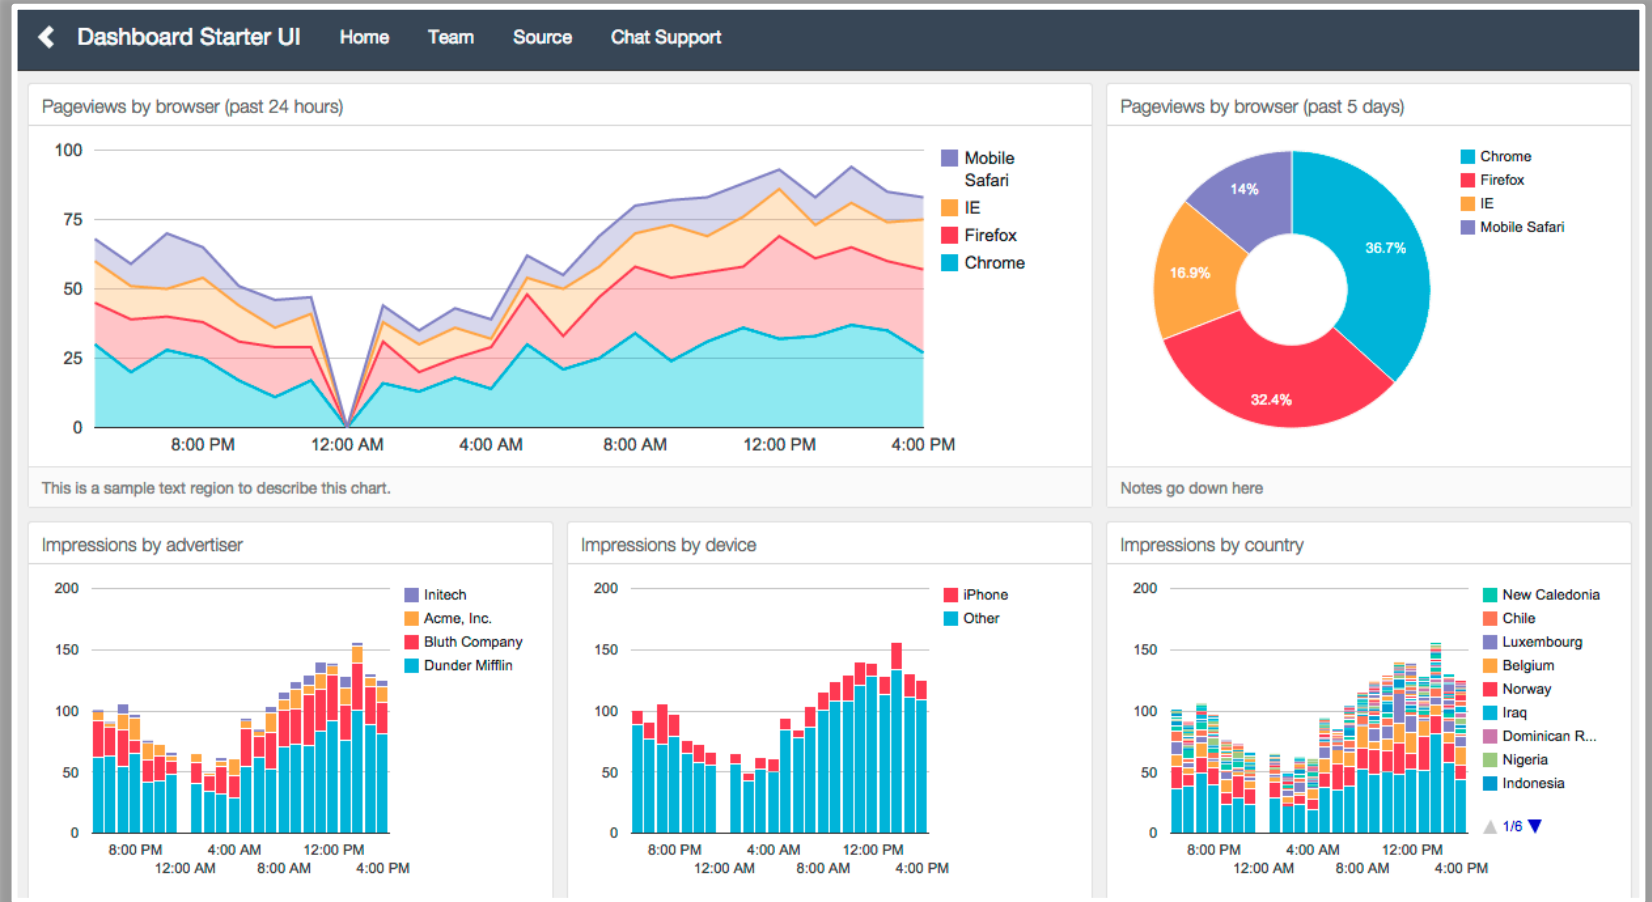 Dashboard Starter UI Home Team Source Chat Support
Pageviews by browser (past 24 hours)
100
75
50
25
0
8:00 PM 12:00 AM 4:00 AM 8:00 AM 12:00 PM 4:00 PM
Mobile
Safari
IE
Firefox
Chrome
This is a sample text region to describe this chart.
Pageviews by browser (past 5 days)
14%
36.7%
16.9%
32.4%
Chrome
Firefox
IE
Mobile Safari
Notes go down here
Impressions by advertiser
200
150
100
50
0
8:00 PM 4:00 AM 12:00 PM
12:00 AM 8:00 AM 4:00 PM
Initech
Acme, Inc.
Bluth Company
Dunder Mifflin
Impressions by device
200
150
100
50
0
8:00 PM 4:00 AM 12:00 PM
12:00 AM 8:00 AM 4:00 PM
iPhone
Other
Impressions by country
200
150
100
50
0
8:00 PM 4:00 AM 12:00 PM
12:00 AM 8:00 AM 4:00 PM
New Caledonia
Chile
Luxembourg
Belgium
Norway
Iraq
Dominican R...
Nigeria
Indonesia
1/6